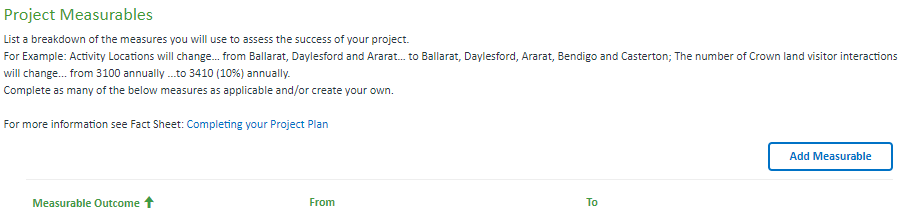 Project Measurables
List a breakdown of the measures you will use to assess the success of your project.
For Example: Activity Locations will change... from Ballarat, Daylesford and Ararat... to Ballarat, Daylesford, Ararat, Bendigo and Casterton; The number of Crown land visitor interactions
will change... from 3100 annually ...to 3410 (10%) annually.
Complete as many of the below measures as applicable and/or create your own.
For more information see Fact Sheet: Completing your Project Plan
Add Measurable
Measurable Outcome From To